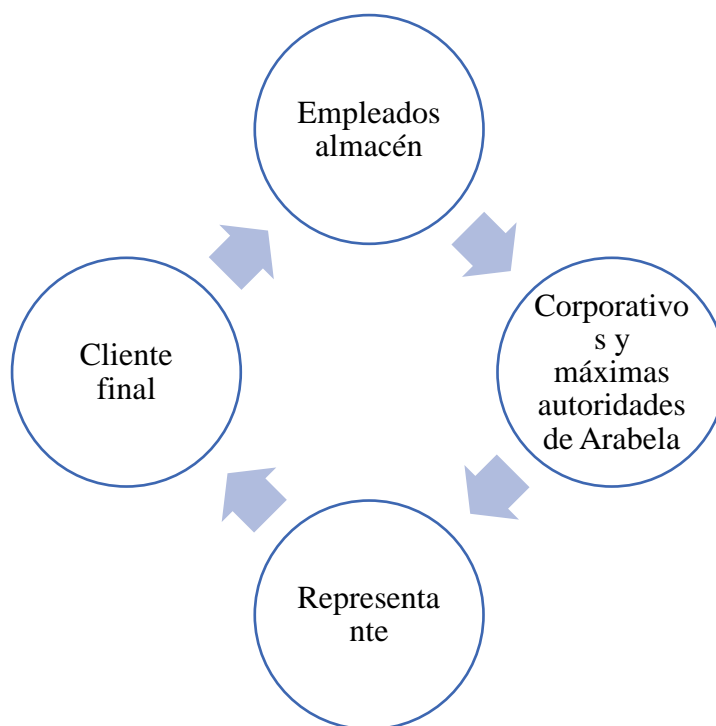 Empleados
almacén
Corporativo
s y
máximas
autoridades
de Arabela
Cliente
final
Representa
nte